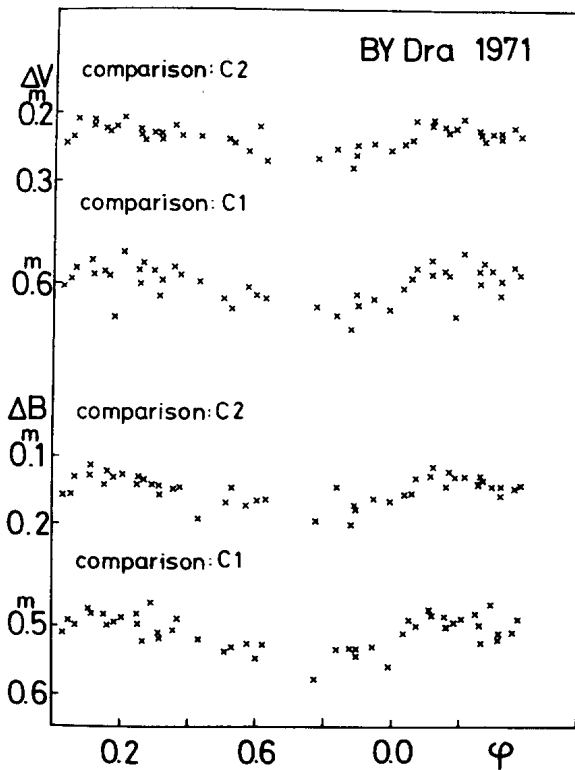 BY Dra 1971
ΔV
m
comparison: C2
0.2
0.3
comparison: C1
m
0.6
ΔB
m
comparison: C2
0.1
0.2
comparison: C1
m
0.5
0.6
0.2 0.6 0.0 φ